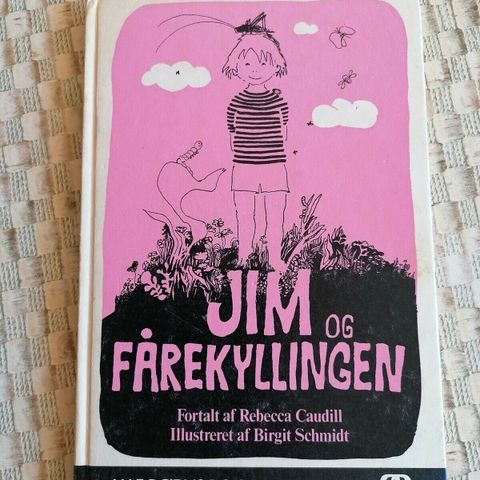 JIM OG
FÅREKYLLINGEN
Fortalt af Rebecca Caudill
Illustreret af Birgit Schmidt